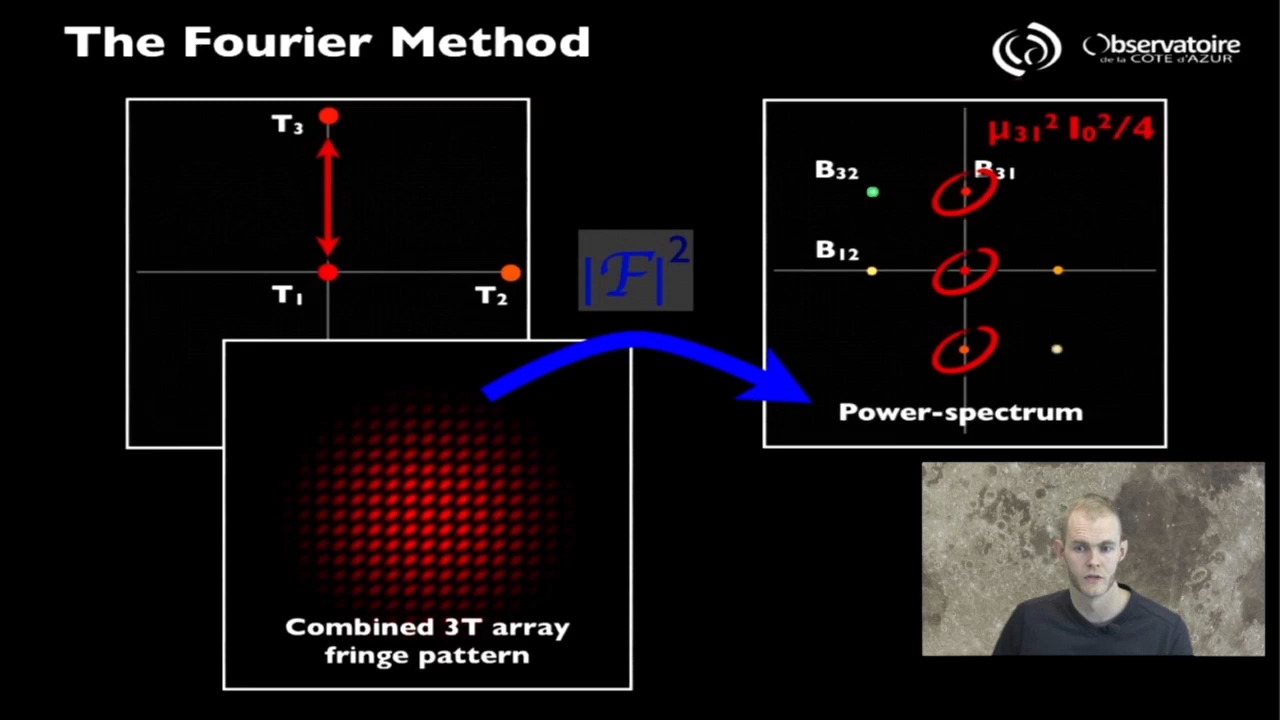 The Fourier Method
Observatoire
de la CÔTE d'AZUR
T₃
T₁
T₂
|ℱ|²
μ₃₁² I₀²/4
B₃₂
B₃₁
B₁₂
Power-spectrum
Combined 3T array
fringe pattern